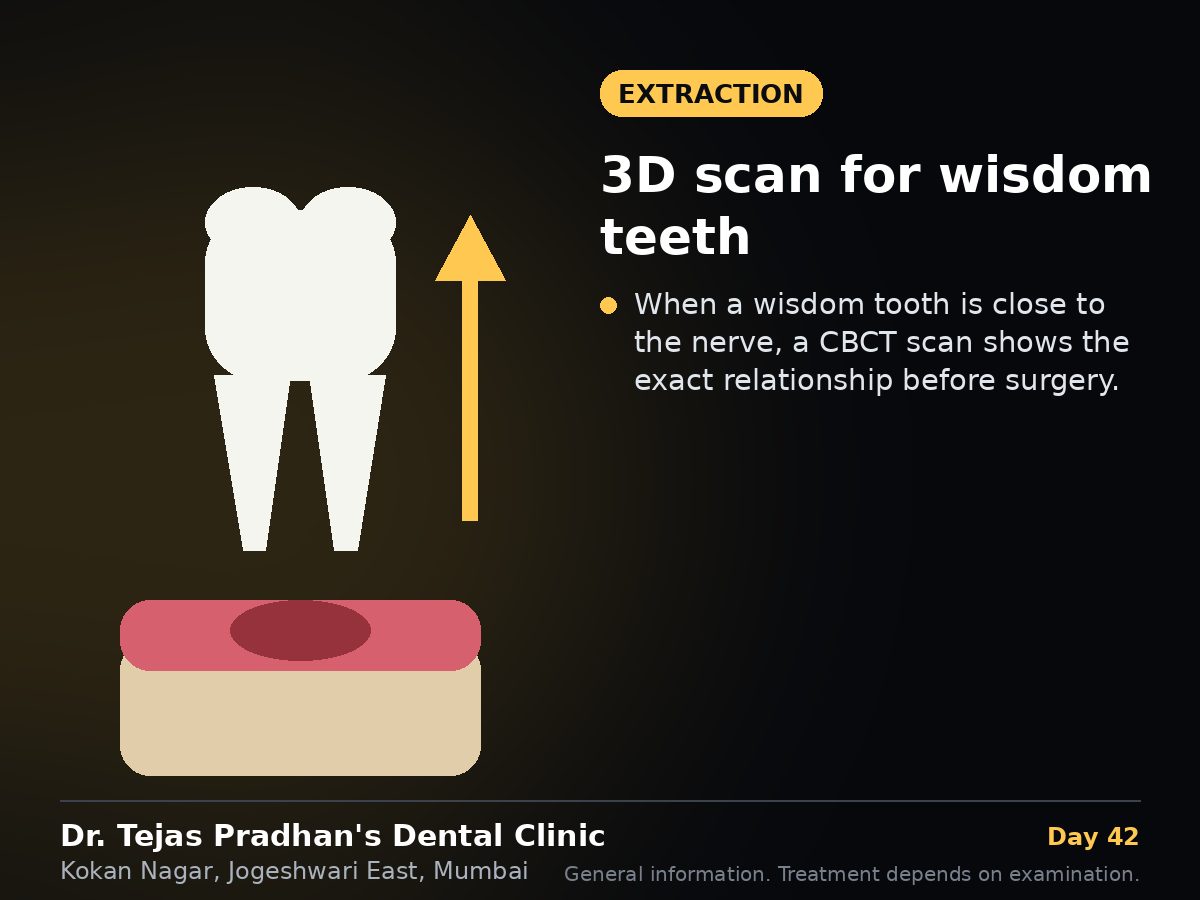 EXTRACTION
3D scan for wisdom
teeth
When a wisdom tooth is close to
the nerve, a CBCT scan shows the
exact relationship before surgery.
Dr. Tejas Pradhan's Dental Clinic
Day 42
Kokan Nagar, Jogeshwari East, Mumbai
General information. Treatment depends on examination.